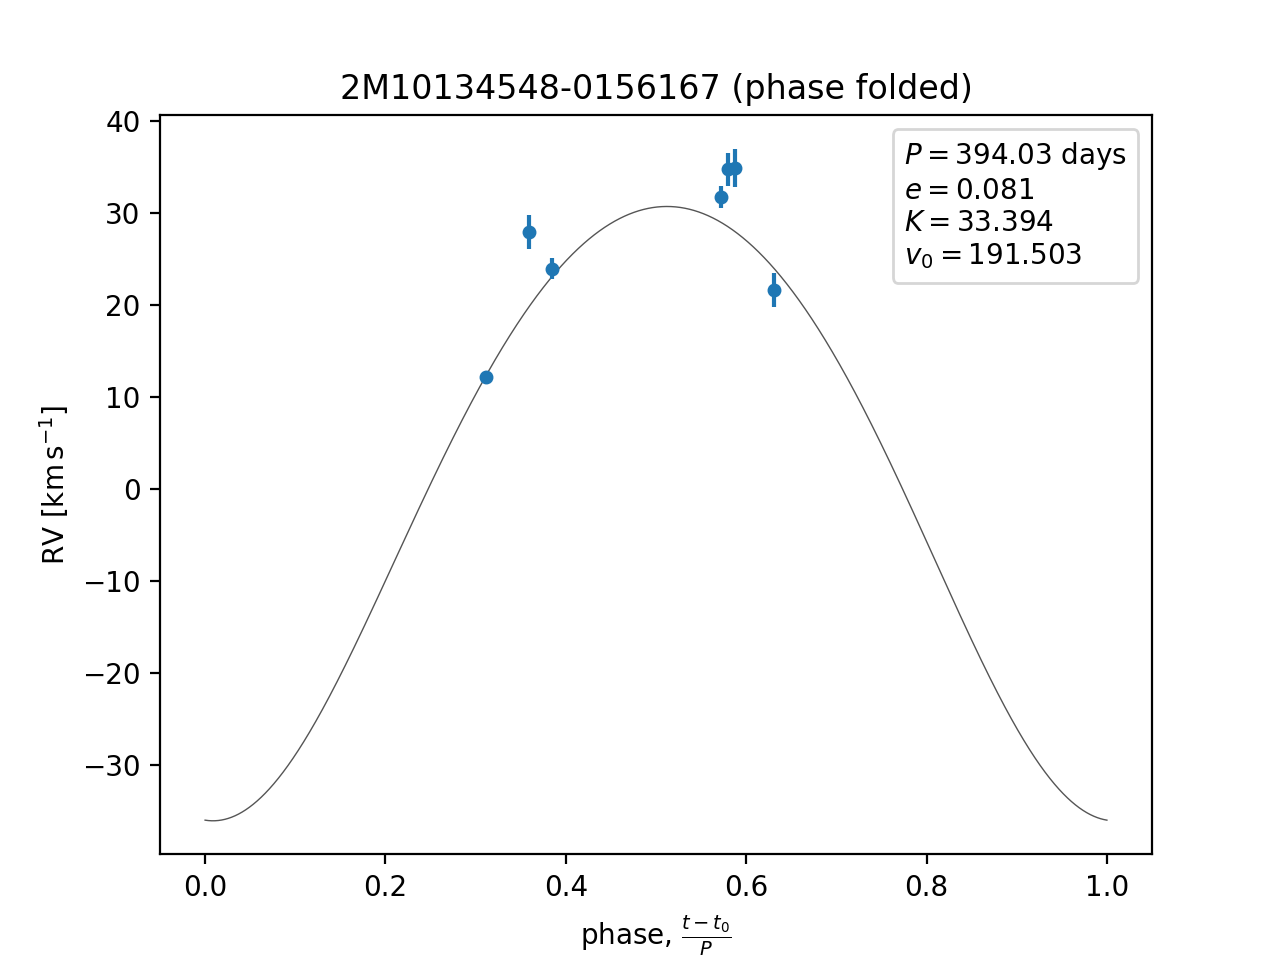 2M10134548-0156167 (phase folded)
P = 394.03 days
e = 0.081
K = 33.394
v₀ = 191.503
RV [km s⁻¹]
40
30
20
10
0
−10
−20
−30
0.0 0.2 0.4 0.6 0.8 1.0
phase, (t − t₀)/P